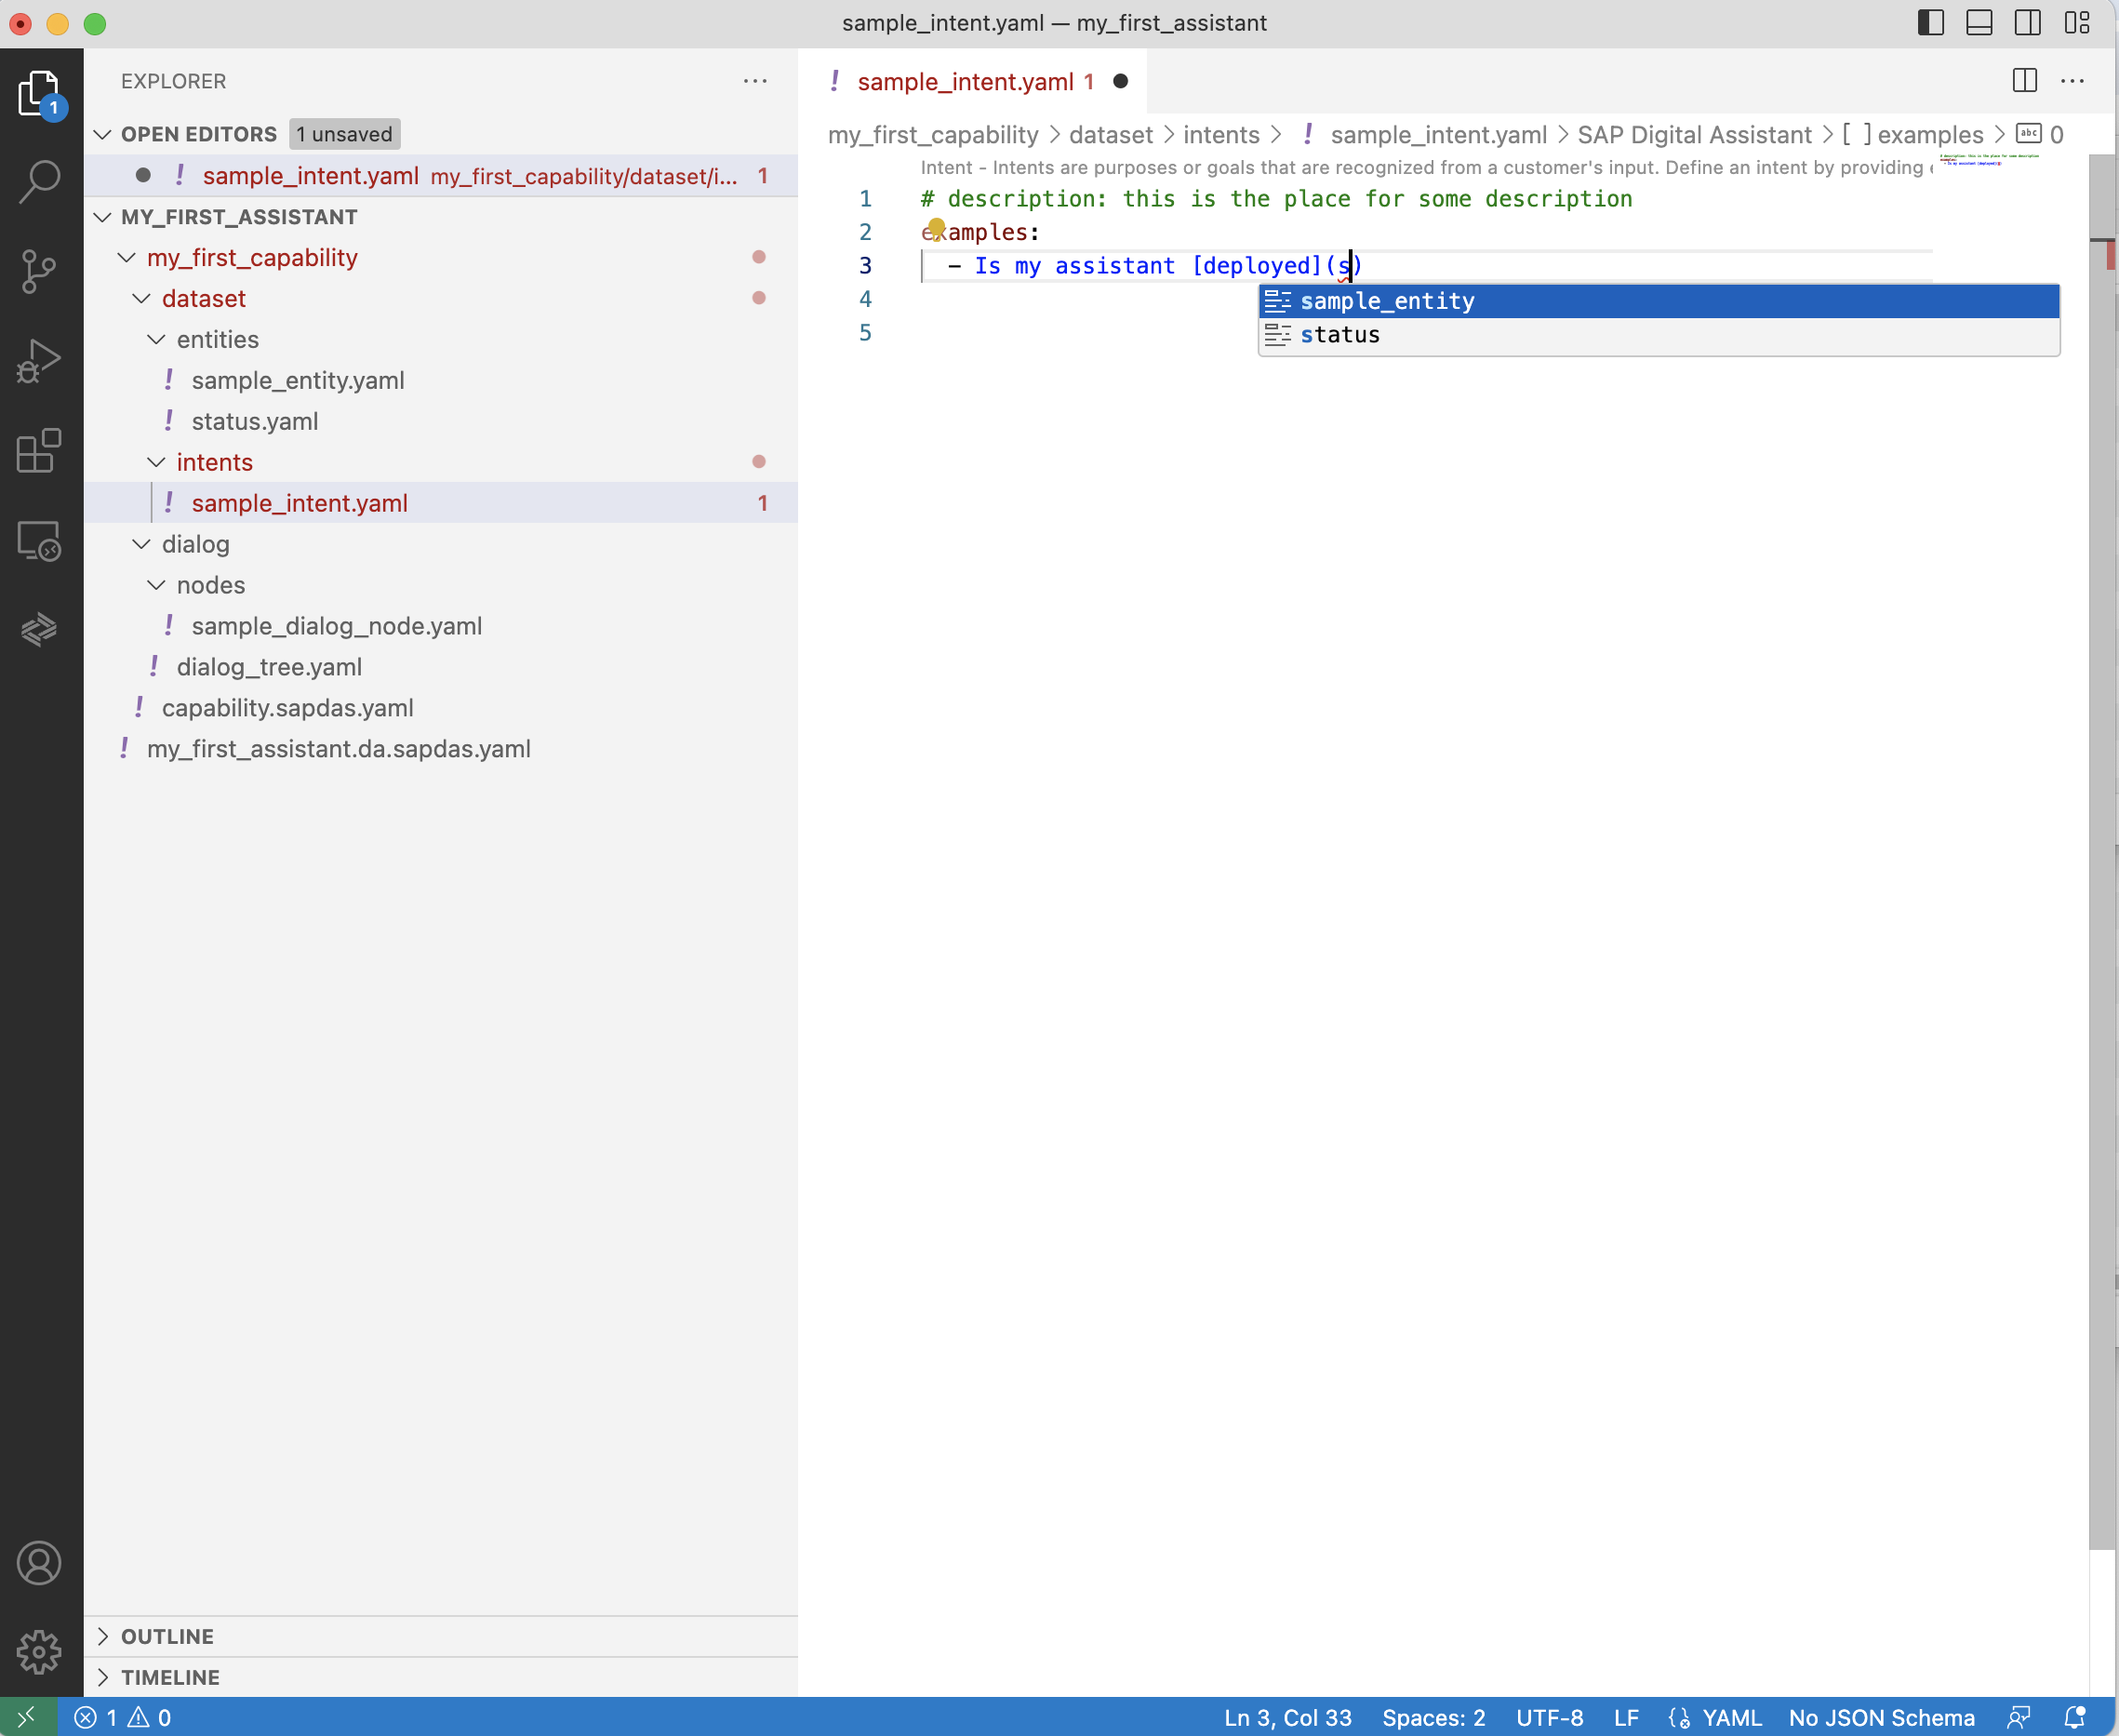 sample_intent.yaml — my_first_assistant
1
EXPLORER
OPEN EDITORS 1 unsaved
! sample_intent.yaml my_first_capability/dataset/i... 1
MY_FIRST_ASSISTANT
my_first_capability
dataset
entities
! sample_entity.yaml
! status.yaml
intents
! sample_intent.yaml 1
dialog
nodes
! sample_dialog_node.yaml
! dialog_tree.yaml
! capability.sapdas.yaml
! my_first_assistant.da.sapdas.yaml
OUTLINE
TIMELINE
! sample_intent.yaml 1
my_first_capability > dataset > intents > ! sample_intent.yaml > SAP Digital Assistant > [ ] examples > abc 0
Intent - Intents are purposes or goals that are recognized from a customer's input. Define an intent by providing
1 # description: this is the place for some description
2 examples:
3 - Is my assistant [deployed](s)
sample_entity
4
status
5
1 0
Ln 3, Col 33 Spaces: 2 UTF-8 LF YAML No JSON Schema